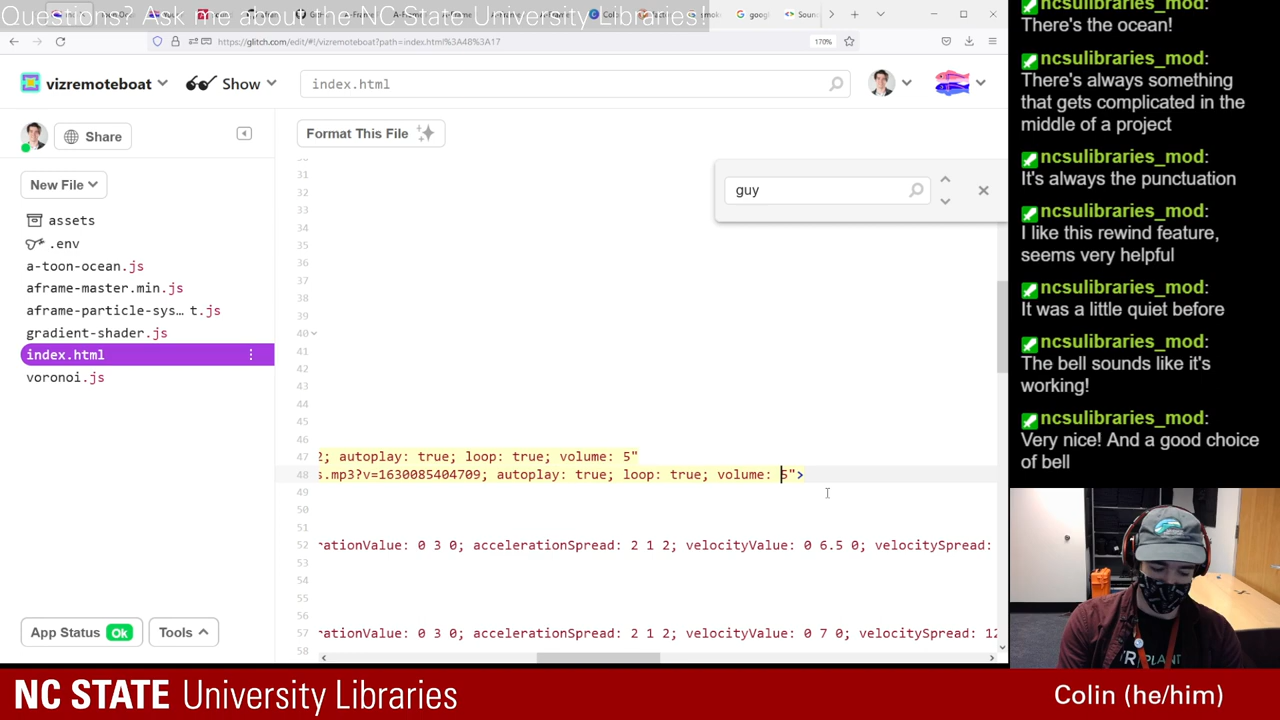 Questions? Ask me about the NC State University Libraries!
https://glitch.com/edit/#!/vizremoteboat?path=index.html%3A48%3A17
170%
vizremoteboat
Show
index.html
Share
Format This File
New File
guy
assets
.env
a-toon-ocean.js
aframe-master.min.js
aframe-particle-sys… t.js
gradient-shader.js
index.html
voronoi.js
31
32
33
34
35
36
37
38
39
40
41
42
43
44
45
46
47 2; autoplay: true; loop: true; volume: 5"
48 s.mp3?v=1630085404709; autoplay: true; loop: true; volume: 5">
49
50
51
52 rationValue: 0 3 0; accelerationSpread: 2 1 2; velocityValue: 0 6.5 0; velocitySpread:
53
54
55
56
57 rationValue: 0 3 0; accelerationSpread: 2 1 2; velocityValue: 0 7 0; velocitySpread: 12
58
App Status Ok
Tools
ncsulibraries_mod:
There's the ocean!
ncsulibraries_mod:
There's always something
that gets complicated in the
middle of a project
ncsulibraries_mod:
It's always the punctuation
ncsulibraries_mod:
I like this rewind feature,
seems very helpful
ncsulibraries_mod:
It was a little quiet before
ncsulibraries_mod:
The bell sounds like it's
working!
ncsulibraries_mod:
Very nice! And a good choice
of bell
NC STATE University Libraries
Colin (he/him)